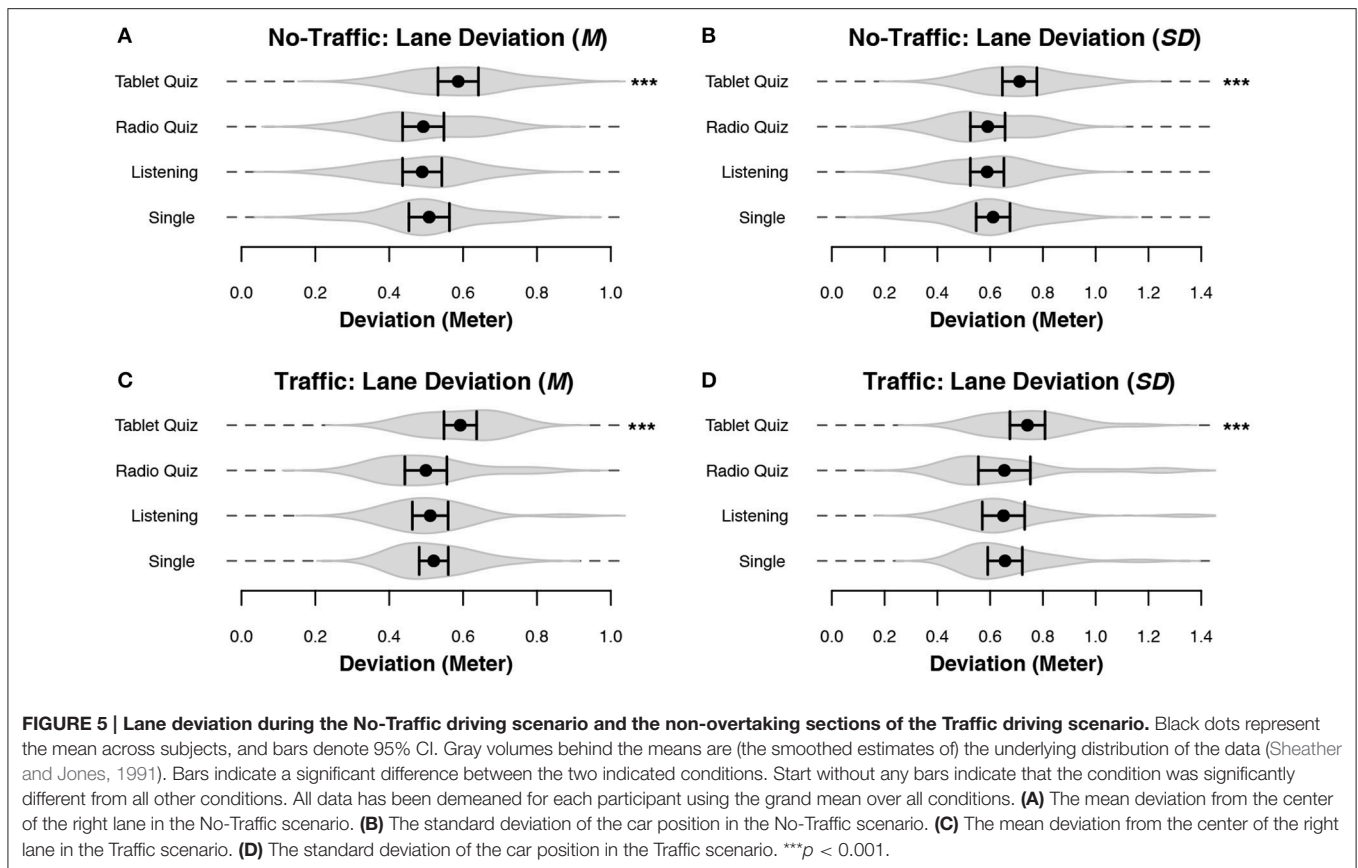 A
No-Traffic: Lane Deviation (M)
Tablet Quiz
***
Radio Quiz
Listening
Single
0.0 0.2 0.4 0.6 0.8 1.0
Deviation (Meter)
B
No-Traffic: Lane Deviation (SD)
Tablet Quiz
***
Radio Quiz
Listening
Single
0.0 0.2 0.4 0.6 0.8 1.0 1.2 1.4
Deviation (Meter)
C
Traffic: Lane Deviation (M)
Tablet Quiz
***
Radio Quiz
Listening
Single
0.0 0.2 0.4 0.6 0.8 1.0
Deviation (Meter)
D
Traffic: Lane Deviation (SD)
Tablet Quiz
***
Radio Quiz
Listening
Single
0.0 0.2 0.4 0.6 0.8 1.0 1.2 1.4
Deviation (Meter)
FIGURE 5 | Lane deviation during the No-Traffic driving scenario and the non-overtaking sections of the Traffic driving scenario. Black dots represent
the mean across subjects, and bars denote 95% CI. Gray volumes behind the means are (the smoothed estimates of) the underlying distribution of the data (Sheather
and Jones, 1991). Bars indicate a significant difference between the two indicated conditions. Start without any bars indicate that the condition was significantly
different from all other conditions. All data has been demeaned for each participant using the grand mean over all conditions. (A) The mean deviation from the center
of the right lane in the No-Traffic scenario. (B) The standard deviation of the car position in the No-Traffic scenario. (C) The mean deviation from the center of the right
lane in the Traffic scenario. (D) The standard deviation of the car position in the Traffic scenario. ***p < 0.001.